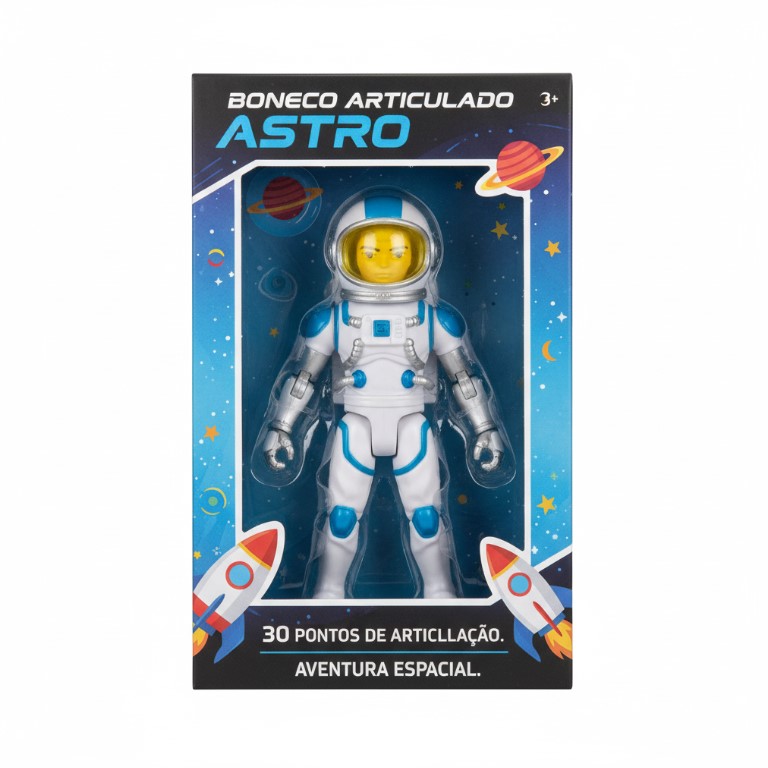 BONECO ARTICULADO
3+
ASTRO
30 PONTOS DE ARTICLLAÇÃO.
AVENTURA ESPACIAL.